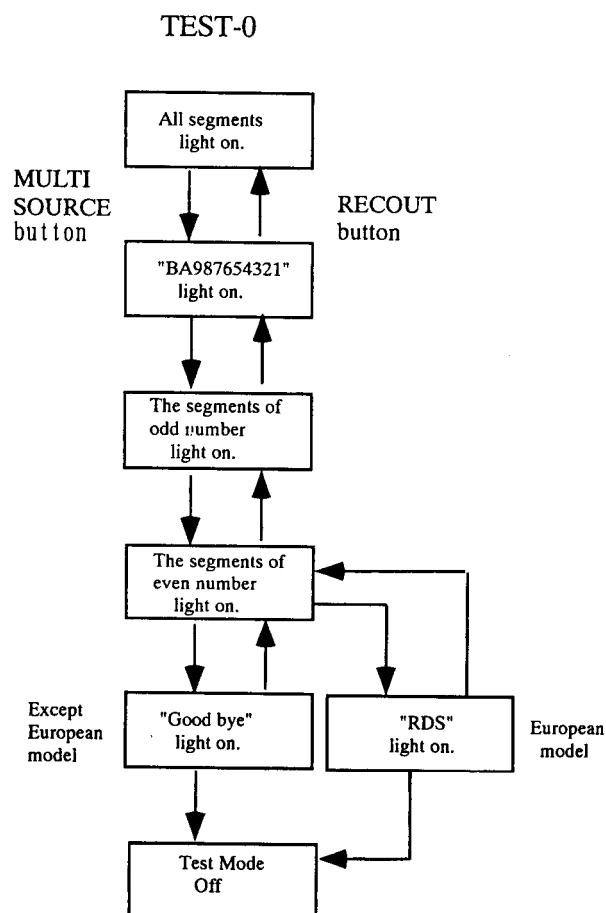 TEST-0
All segments
light on.
MULTI
SOURCE
button
RECOUT
button
"BA987654321"
light on.
The segments of
odd number
light on.
The segments of
even number
light on.
Except
European
model
"Good bye"
light on.
"RDS"
light on.
European
model
Test Mode
Off